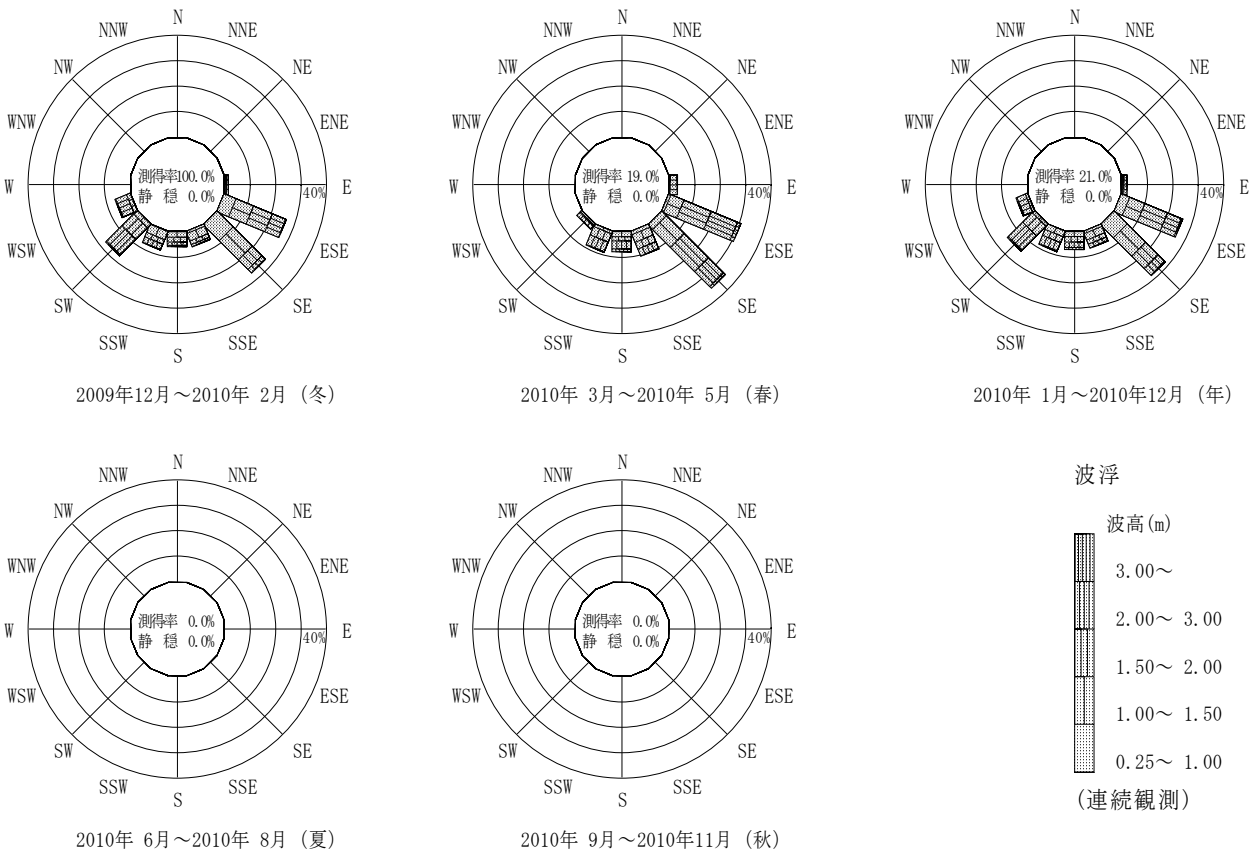 N
NNW NNE
NW NE
WNW ENE
測得率100.0%
W 40% E
静 穏 0.0%
WSW ESE
SW SE
SSW SSE
S
2009年12月～2010年 2月 (冬)
N
NNW NNE
NW NE
WNW ENE
測得率 19.0%
W 40% E
静 穏 0.0%
WSW ESE
SW SE
SSW SSE
S
2010年 3月～2010年 5月 (春)
N
NNW NNE
NW NE
WNW ENE
測得率 21.0%
W 40% E
静 穏 0.0%
WSW ESE
SW SE
SSW SSE
S
2010年 1月～2010年12月 (年)
N
NNW NNE
NW NE
WNW ENE
測得率 0.0%
W 40% E
静 穏 0.0%
WSW ESE
SW SE
SSW SSE
S
2010年 6月～2010年 8月 (夏)
N
NNW NNE
NW NE
WNW ENE
測得率 0.0%
W 40% E
静 穏 0.0%
WSW ESE
SW SE
SSW SSE
S
2010年 9月～2010年11月 (秋)
波浮
波高(m)
3.00～
2.00～ 3.00
1.50～ 2.00
1.00～ 1.50
0.25～ 1.00
(連続観測)